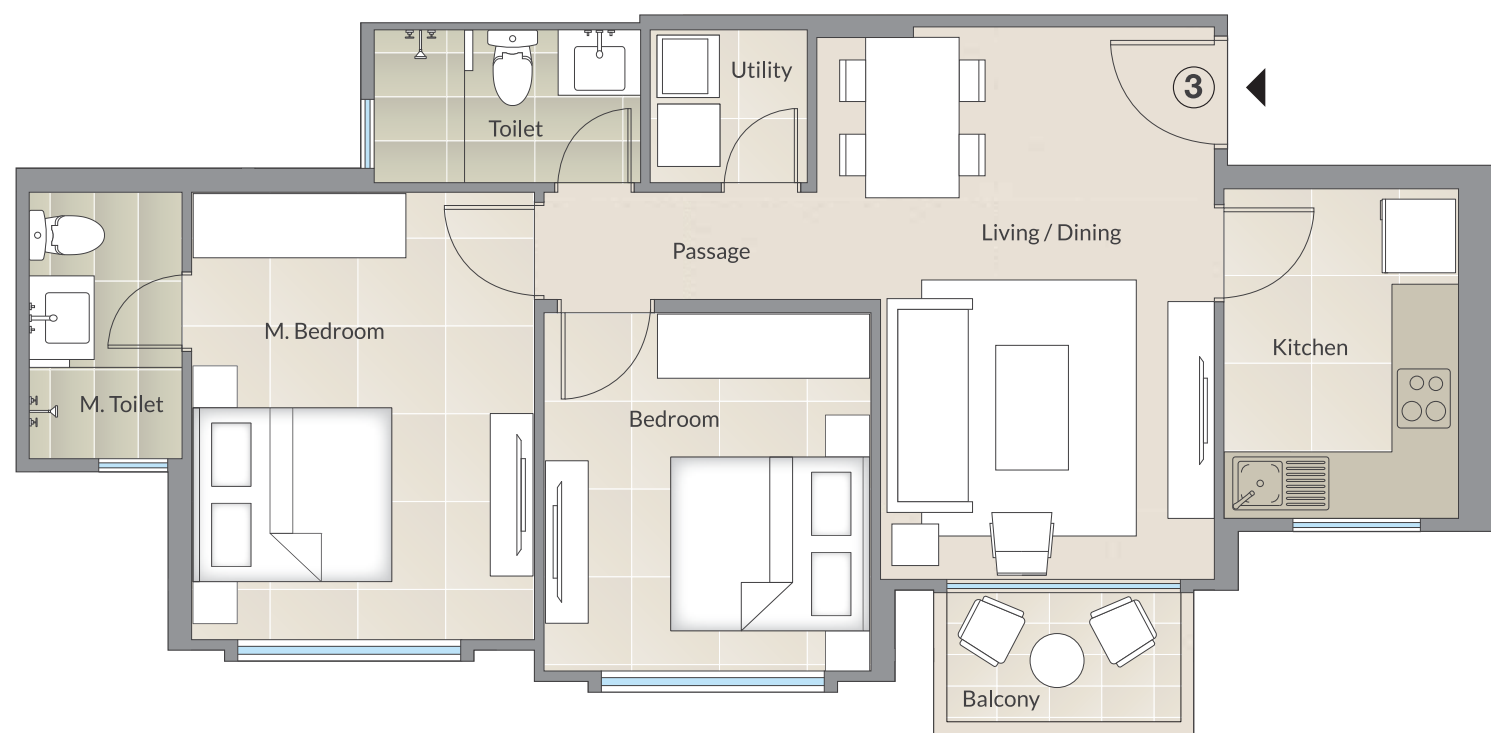 Utility
3
Toilet
Living / Dining
Passage
M. Bedroom
Kitchen
M. Toilet
Bedroom
Balcony